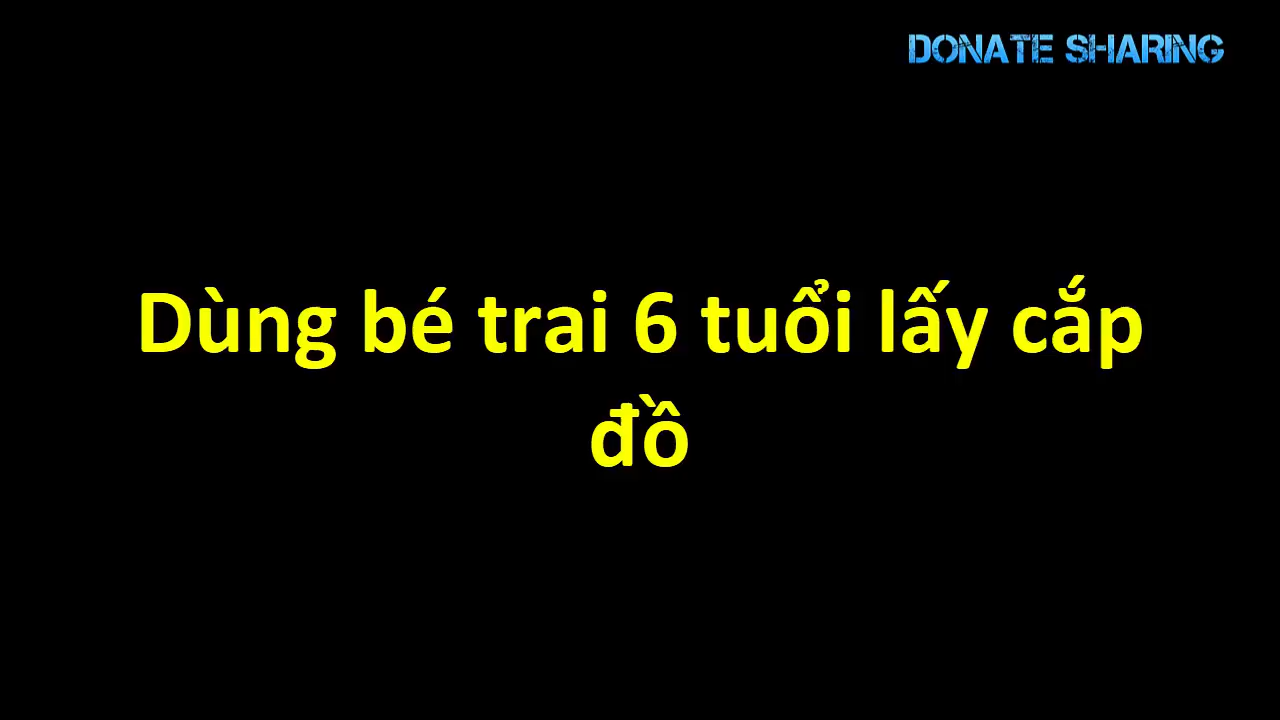 DONATE SHARING
Dùng bé trai 6 tuổi lấy cắp
đồ